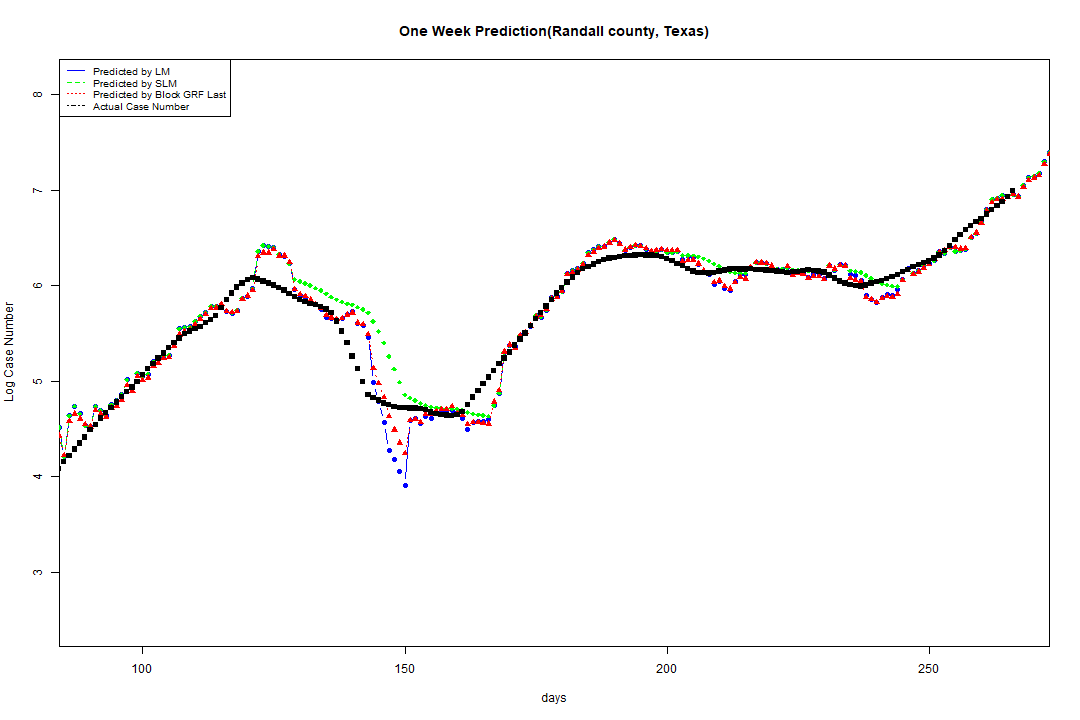 One Week Prediction(Randall county, Texas)
Predicted by LM
Predicted by SLM
Predicted by Block GRF Last
Actual Case Number
8
7
6
5
4
3
Log Case Number
100 150 200 250
days